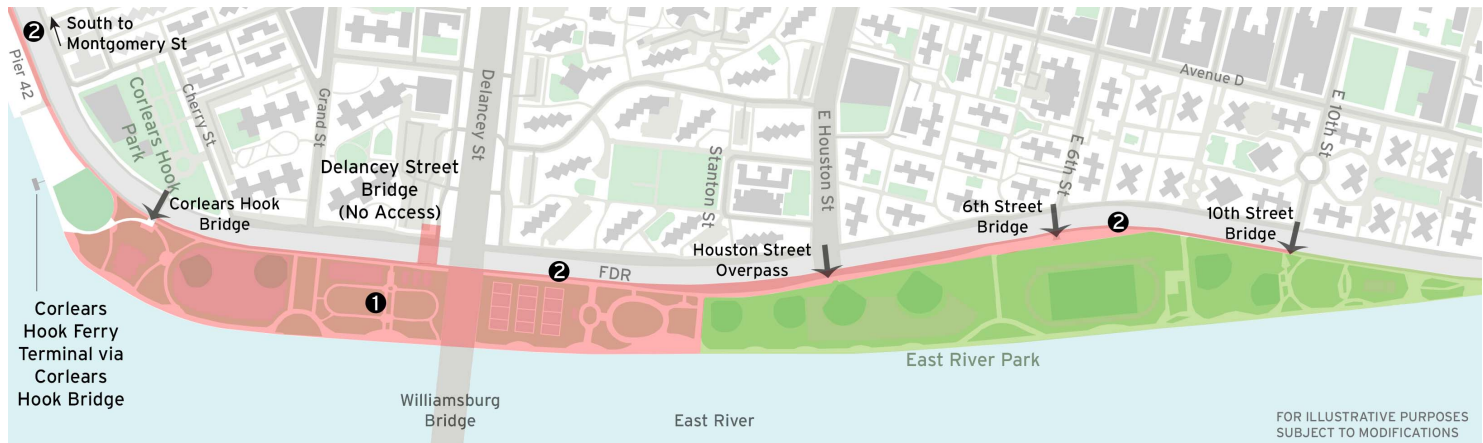 2
South to
Montgomery St
Pier 42
Corlears Hook
Park
Cherry St
Grand St
Delancey St
Delancey Street
Bridge
(No Access)
Corlears Hook
Bridge
Stanton St
E Houston St
Houston Street
Overpass
Avenue D
E 6th St
6th Street
Bridge
2
E 10th St
10th Street
Bridge
2
FDR
1
Corlears
Hook Ferry
Terminal via
Corlears
Hook Bridge
East River Park
Williamsburg
Bridge
East River
FOR ILLUSTRATIVE PURPOSES
SUBJECT TO MODIFICATIONS